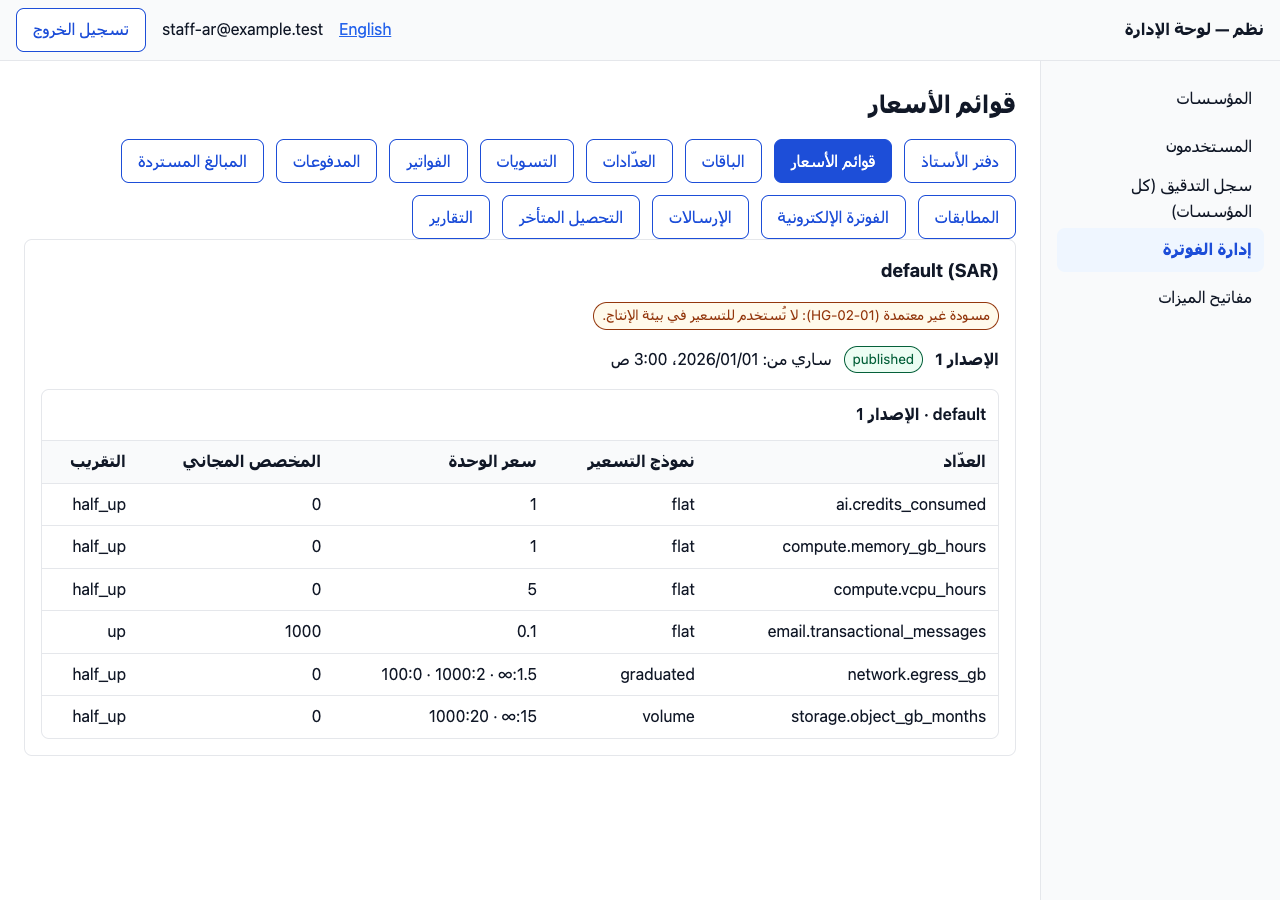 نظم — لوحة الإدارة
English
staff-ar@example.test
تسجيل الخروج
المؤسسات
المستخدمون
سجل التدقيق (كل
المؤسسات)
إدارة الفوترة
مفاتيح الميزات
قوائم الأسعار
دفتر الأستاذ قوائم الأسعار الباقات العدّادات التسويات الفواتير المدفوعات المبالغ المستردة
المطابقات الفوترة الإلكترونية الإرسالات التحصيل المتأخر التقارير
default (SAR)
مسودة غير معتمدة (HG-02-01): لا تُستخدم للتسعير في بيئة الإنتاج.
الإصدار 1 published ساري من: 2026/01/01، 3:00 ص
default · الإصدار 1
العدّاد نموذج التسعير سعر الوحدة المخصص المجاني التقريب
ai.credits_consumed flat 1 0 half_up
compute.memory_gb_hours flat 1 0 half_up
compute.vcpu_hours flat 5 0 half_up
email.transactional_messages flat 0.1 1000 up
network.egress_gb graduated 100:0 · 1000:2 · ∞:1.5 0 half_up
storage.object_gb_months volume 1000:20 · ∞:15 0 half_up